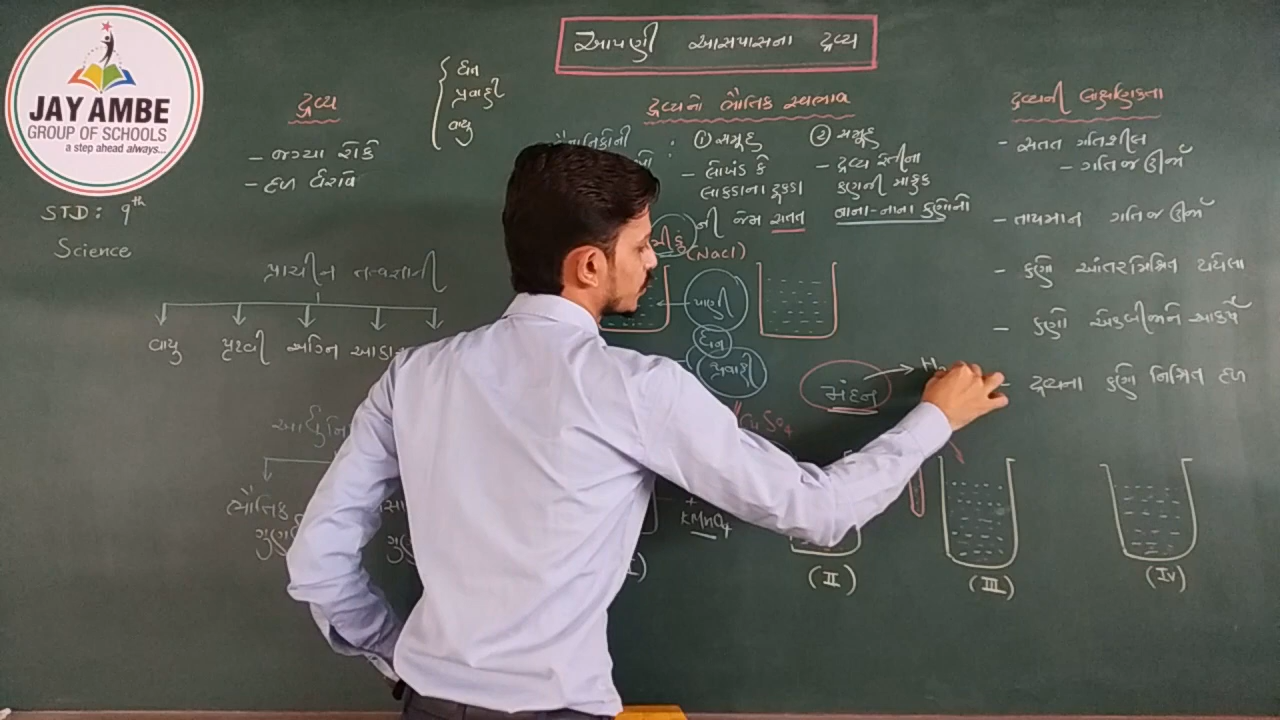 JAY AMBE
GROUP OF SCHOOLS
a step ahead always...
STD: 9th
Science
આપણી આસપાસના દ્રવ્ય
દ્રવ્ય
- જગ્યા રોકે
- દળ ધરાવે
ઘન
પ્રવાહી
વાયુ
પ્રાચીન તત્વજ્ઞાની
વાયુ પૃથ્વી અગ્નિ
ભૌતિક
દ્રવ્યનો ભૌતિક સ્વભાવ
① સમૂહ
- લોખંડ કે
લાકડાના ટુકડા
ની જેમ સતત
② સમૂહ
- દ્રવ્ય રેતીના
કણની માફક
નાના-નાના કણોનો
(NaCl)
પાણી
ઘન
પ્રવાહી
મંદન → H
CuSO4
+
KMnO4
(II)
(III)
(IV)
દ્રવ્યની લાક્ષણિકતા
- સતત ગતિશીલ
- ગતિજ ઊર્જા
- તાપમાન ગતિજ ઊર્જા
- કણો આંતરમિશ્રિત થયેલા
- કણો એકબીજાને આકર્ષે
- દ્રવ્યના કણો નિશ્ચિત દળ